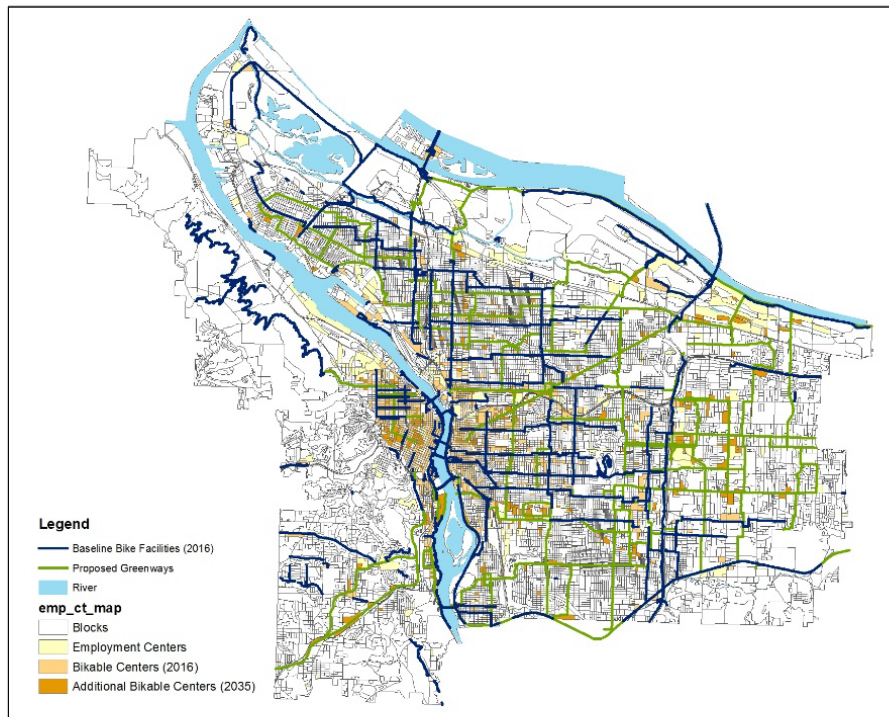 Legend
Baseline Bike Facilities (2016)
Proposed Greenways
River
emp_ct_map
Blocks
Employment Centers
Bikable Centers (2016)
Additional Bikable Centers (2035)